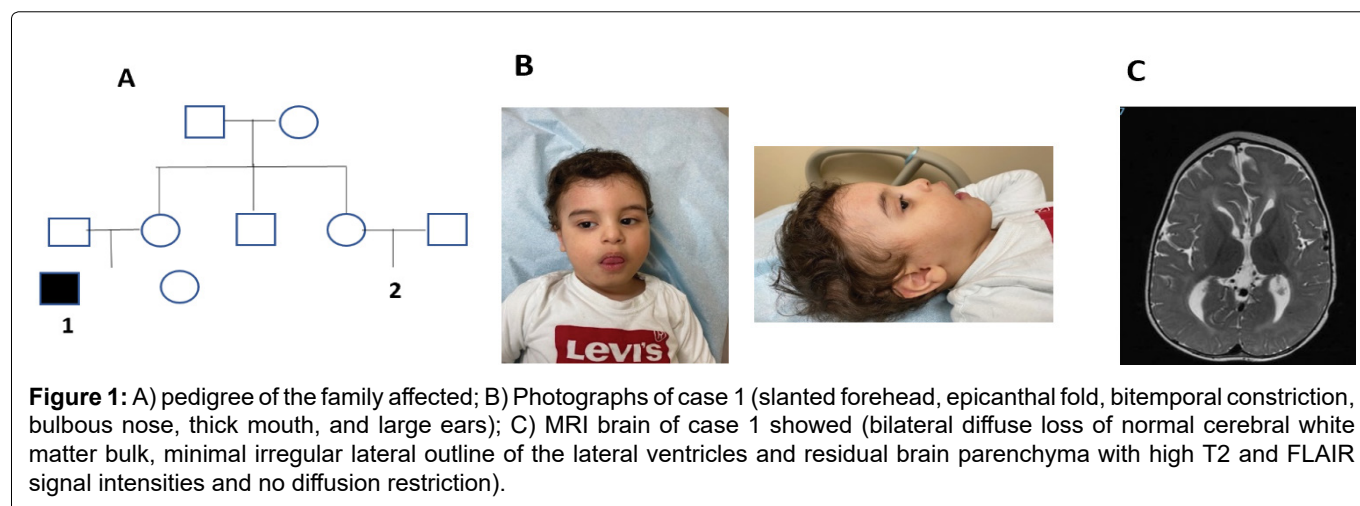 A
B
C
1
2
LEVI'S
Figure 1: A) pedigree of the family affected; B) Photographs of case 1 (slanted forehead, epicanthal fold, bitemporal constriction,
bulbous nose, thick mouth, and large ears); C) MRI brain of case 1 showed (bilateral diffuse loss of normal cerebral white
matter bulk, minimal irregular lateral outline of the lateral ventricles and residual brain parenchyma with high T2 and FLAIR
signal intensities and no diffusion restriction).